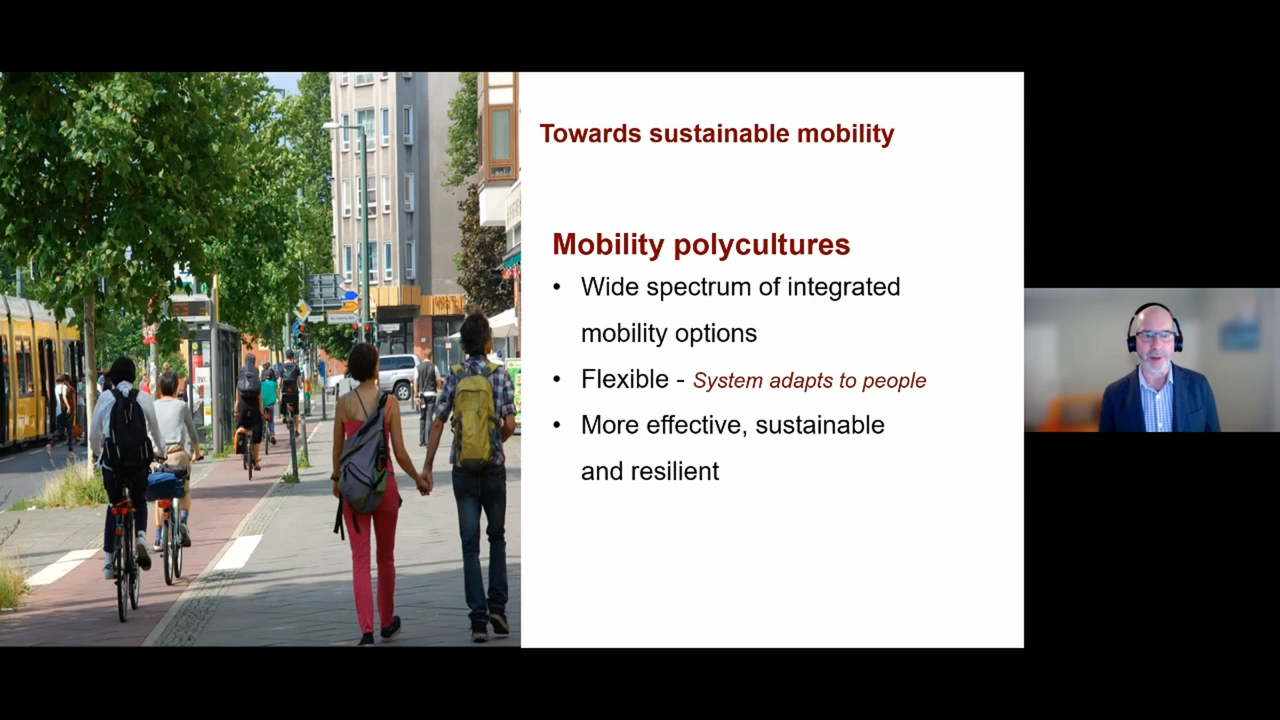 Towards sustainable mobility
Mobility polycultures
• Wide spectrum of integrated
mobility options
• Flexible - System adapts to people
• More effective, sustainable
and resilient